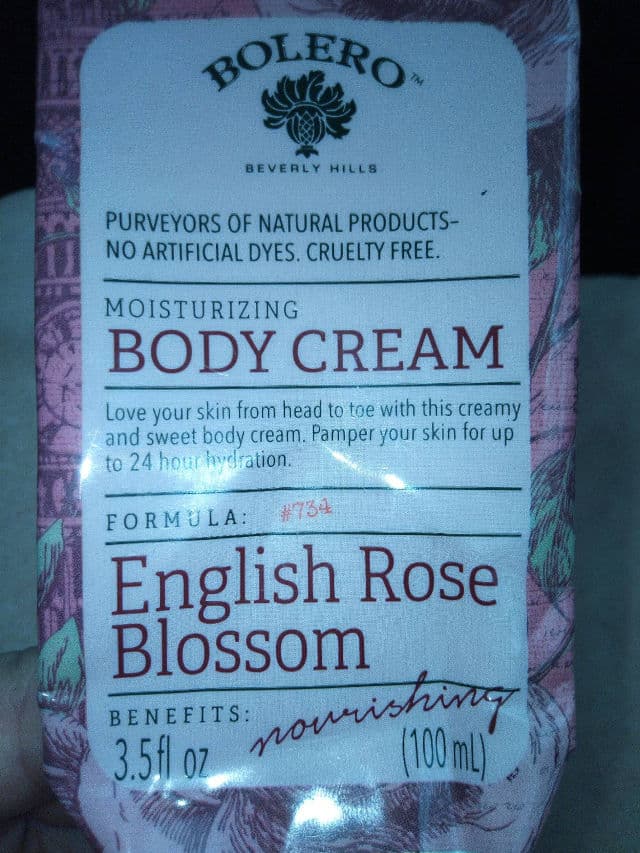 BOLERO™
BEVERLY HILLS
PURVEYORS OF NATURAL PRODUCTS–
NO ARTIFICIAL DYES. CRUELTY FREE.
MOISTURIZING
BODY CREAM
Love your skin from head to toe with this creamy
and sweet body cream. Pamper your skin for up
to 24 hour hydration.
FORMULA: #734
English Rose
Blossom
BENEFITS: nourishing
3.5 fl oz (100 mL)